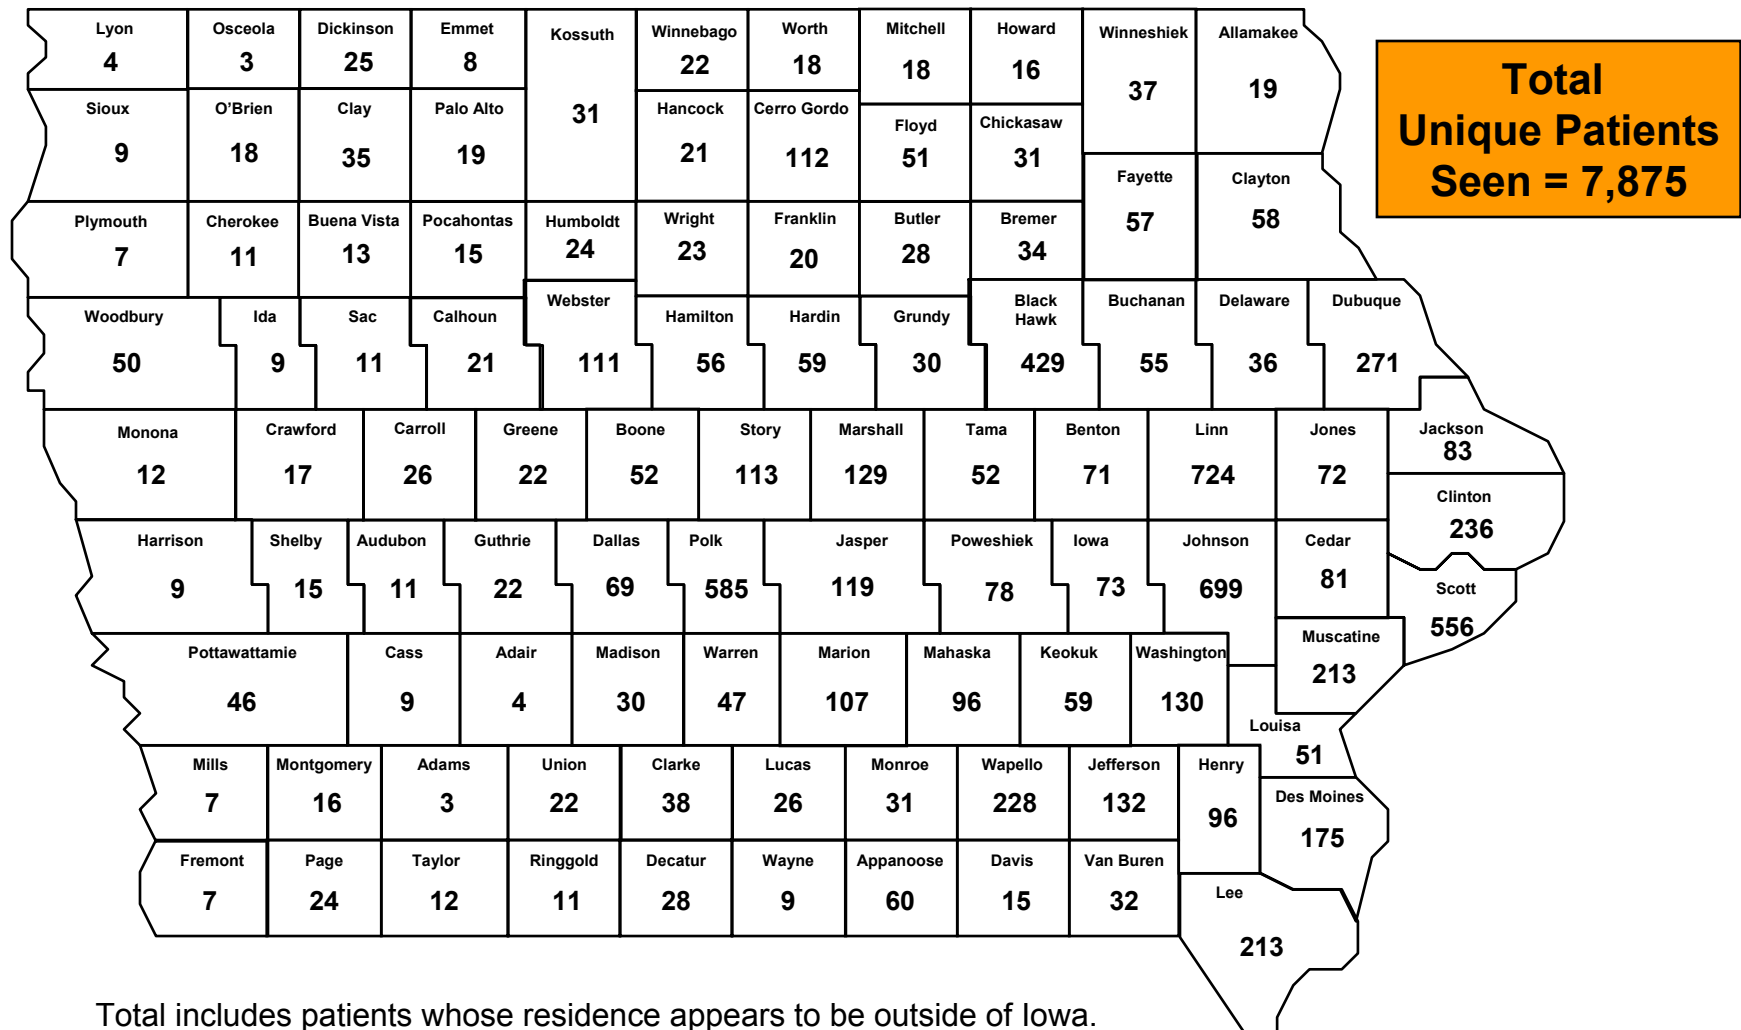 Lyon Osceola Dickinson Emmet Kossuth Winnebago Worth Mitchell Howard Winneshiek Allamakee
4 3 25 8 31 22 18 18 16 37 19
Total
Unique Patients
Seen = 7,875
Sioux O'Brien Clay Palo Alto Hancock Cerro Gordo Floyd Chickasaw
9 18 35 19 21 112 51 31
Fayette Clayton
57 58
Plymouth Cherokee Buena Vista Pocahontas Humboldt Wright Franklin Butler Bremer
7 11 13 15 24 23 20 28 34
Woodbury Ida Sac Calhoun Webster Hamilton Hardin Grundy Black
Hawk Buchanan Delaware Dubuque
50 9 11 21 111 56 59 30 429 55 36 271
Monona Crawford Carroll Greene Boone Story Marshall Tama Benton Linn Jones Jackson
12 17 26 22 52 113 129 52 71 724 72 83
Clinton
236
Harrison Shelby Audubon Guthrie Dallas Polk Jasper Poweshiek Iowa Johnson Cedar Scott
9 15 11 22 69 585 119 78 73 699 81 556
Pottawattamie Cass Adair Madison Warren Marion Mahaska Keokuk Washington Muscatine
46 9 4 30 47 107 96 59 130 213
Louisa
51
Mills Montgomery Adams Union Clarke Lucas Monroe Wapello Jefferson Henry Des Moines
7 16 3 22 38 26 31 228 132 96 175
Fremont Page Taylor Ringgold Decatur Wayne Appanoose Davis Van Buren Lee
7 24 12 11 28 9 60 15 32 213
Total includes patients whose residence appears to be outside of Iowa.